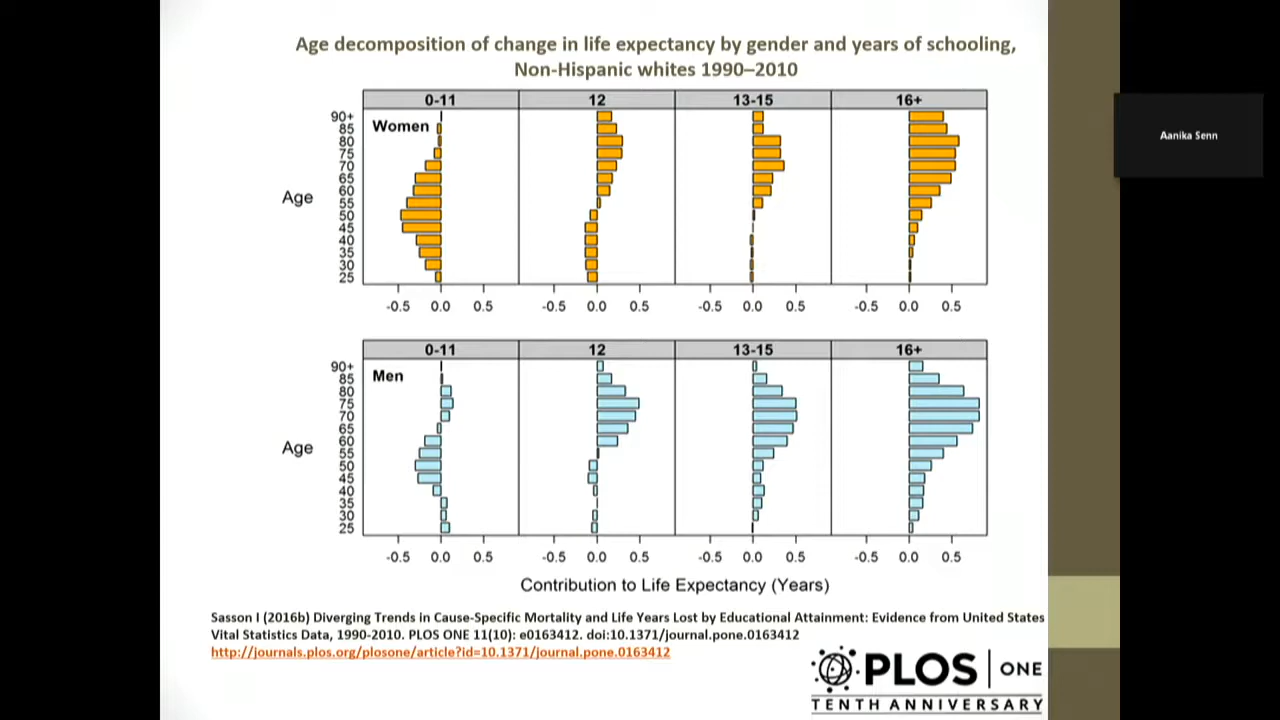 Age decomposition of change in life expectancy by gender and years of schooling,
Non-Hispanic whites 1990–2010
0-11 12 13-15 16+
Women
Age
90+
85
80
75
70
65
60
55
50
45
40
35
30
25
-0.5 0.0 0.5 -0.5 0.0 0.5 -0.5 0.0 0.5 -0.5 0.0 0.5
0-11 12 13-15 16+
Men
Age
90+
85
80
75
70
65
60
55
50
45
40
35
30
25
-0.5 0.0 0.5 -0.5 0.0 0.5 -0.5 0.0 0.5 -0.5 0.0 0.5
Contribution to Life Expectancy (Years)
Sasson I (2016b) Diverging Trends in Cause-Specific Mortality and Life Years Lost by Educational Attainment: Evidence from United States
Vital Statistics Data, 1990-2010. PLOS ONE 11(10): e0163412. doi:10.1371/journal.pone.0163412
http://journals.plos.org/plosone/article?id=10.1371/journal.pone.0163412
PLOS | ONE
TENTH ANNIVERSARY
Aanika Senn